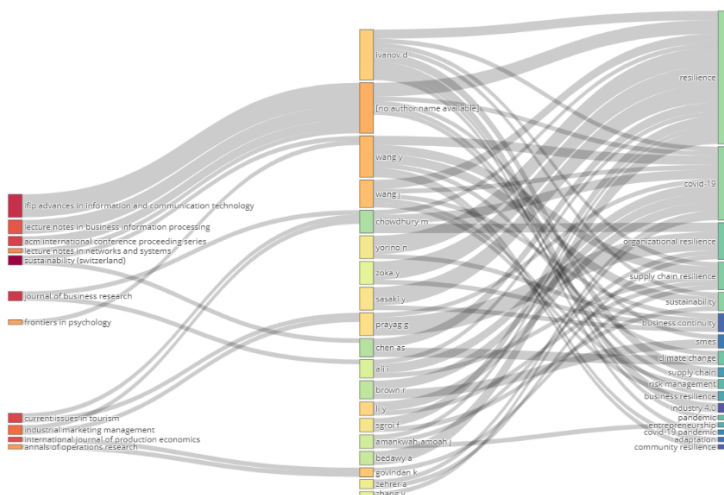 ifip advances in information and communication technology
lecture notes in business information processing
acm international conference proceeding series
lecture notes in networks and systems
sustainability (switzerland)
journal of business research
frontiers in psychology
current issues in tourism
industrial marketing management
international journal of production economics
annals of operations research
ivanov d
[no author name available]
wang y
wang j
chowdhury m
yorino n
zoka y
sasaki y
prayag g
chen as
ali i
brown r
li y
sgroi f
amankwah-amoah j
bedawy a
govindan k
zehrer a
zhang y
resilience
covid-19
organizational resilience
supply chain resilience
sustainability
business continuity
smes
climate change
supply chain
risk management
business resilience
industry 4.0
pandemic
entrepreneurship
covid-19 pandemic
adaptation
community resilience